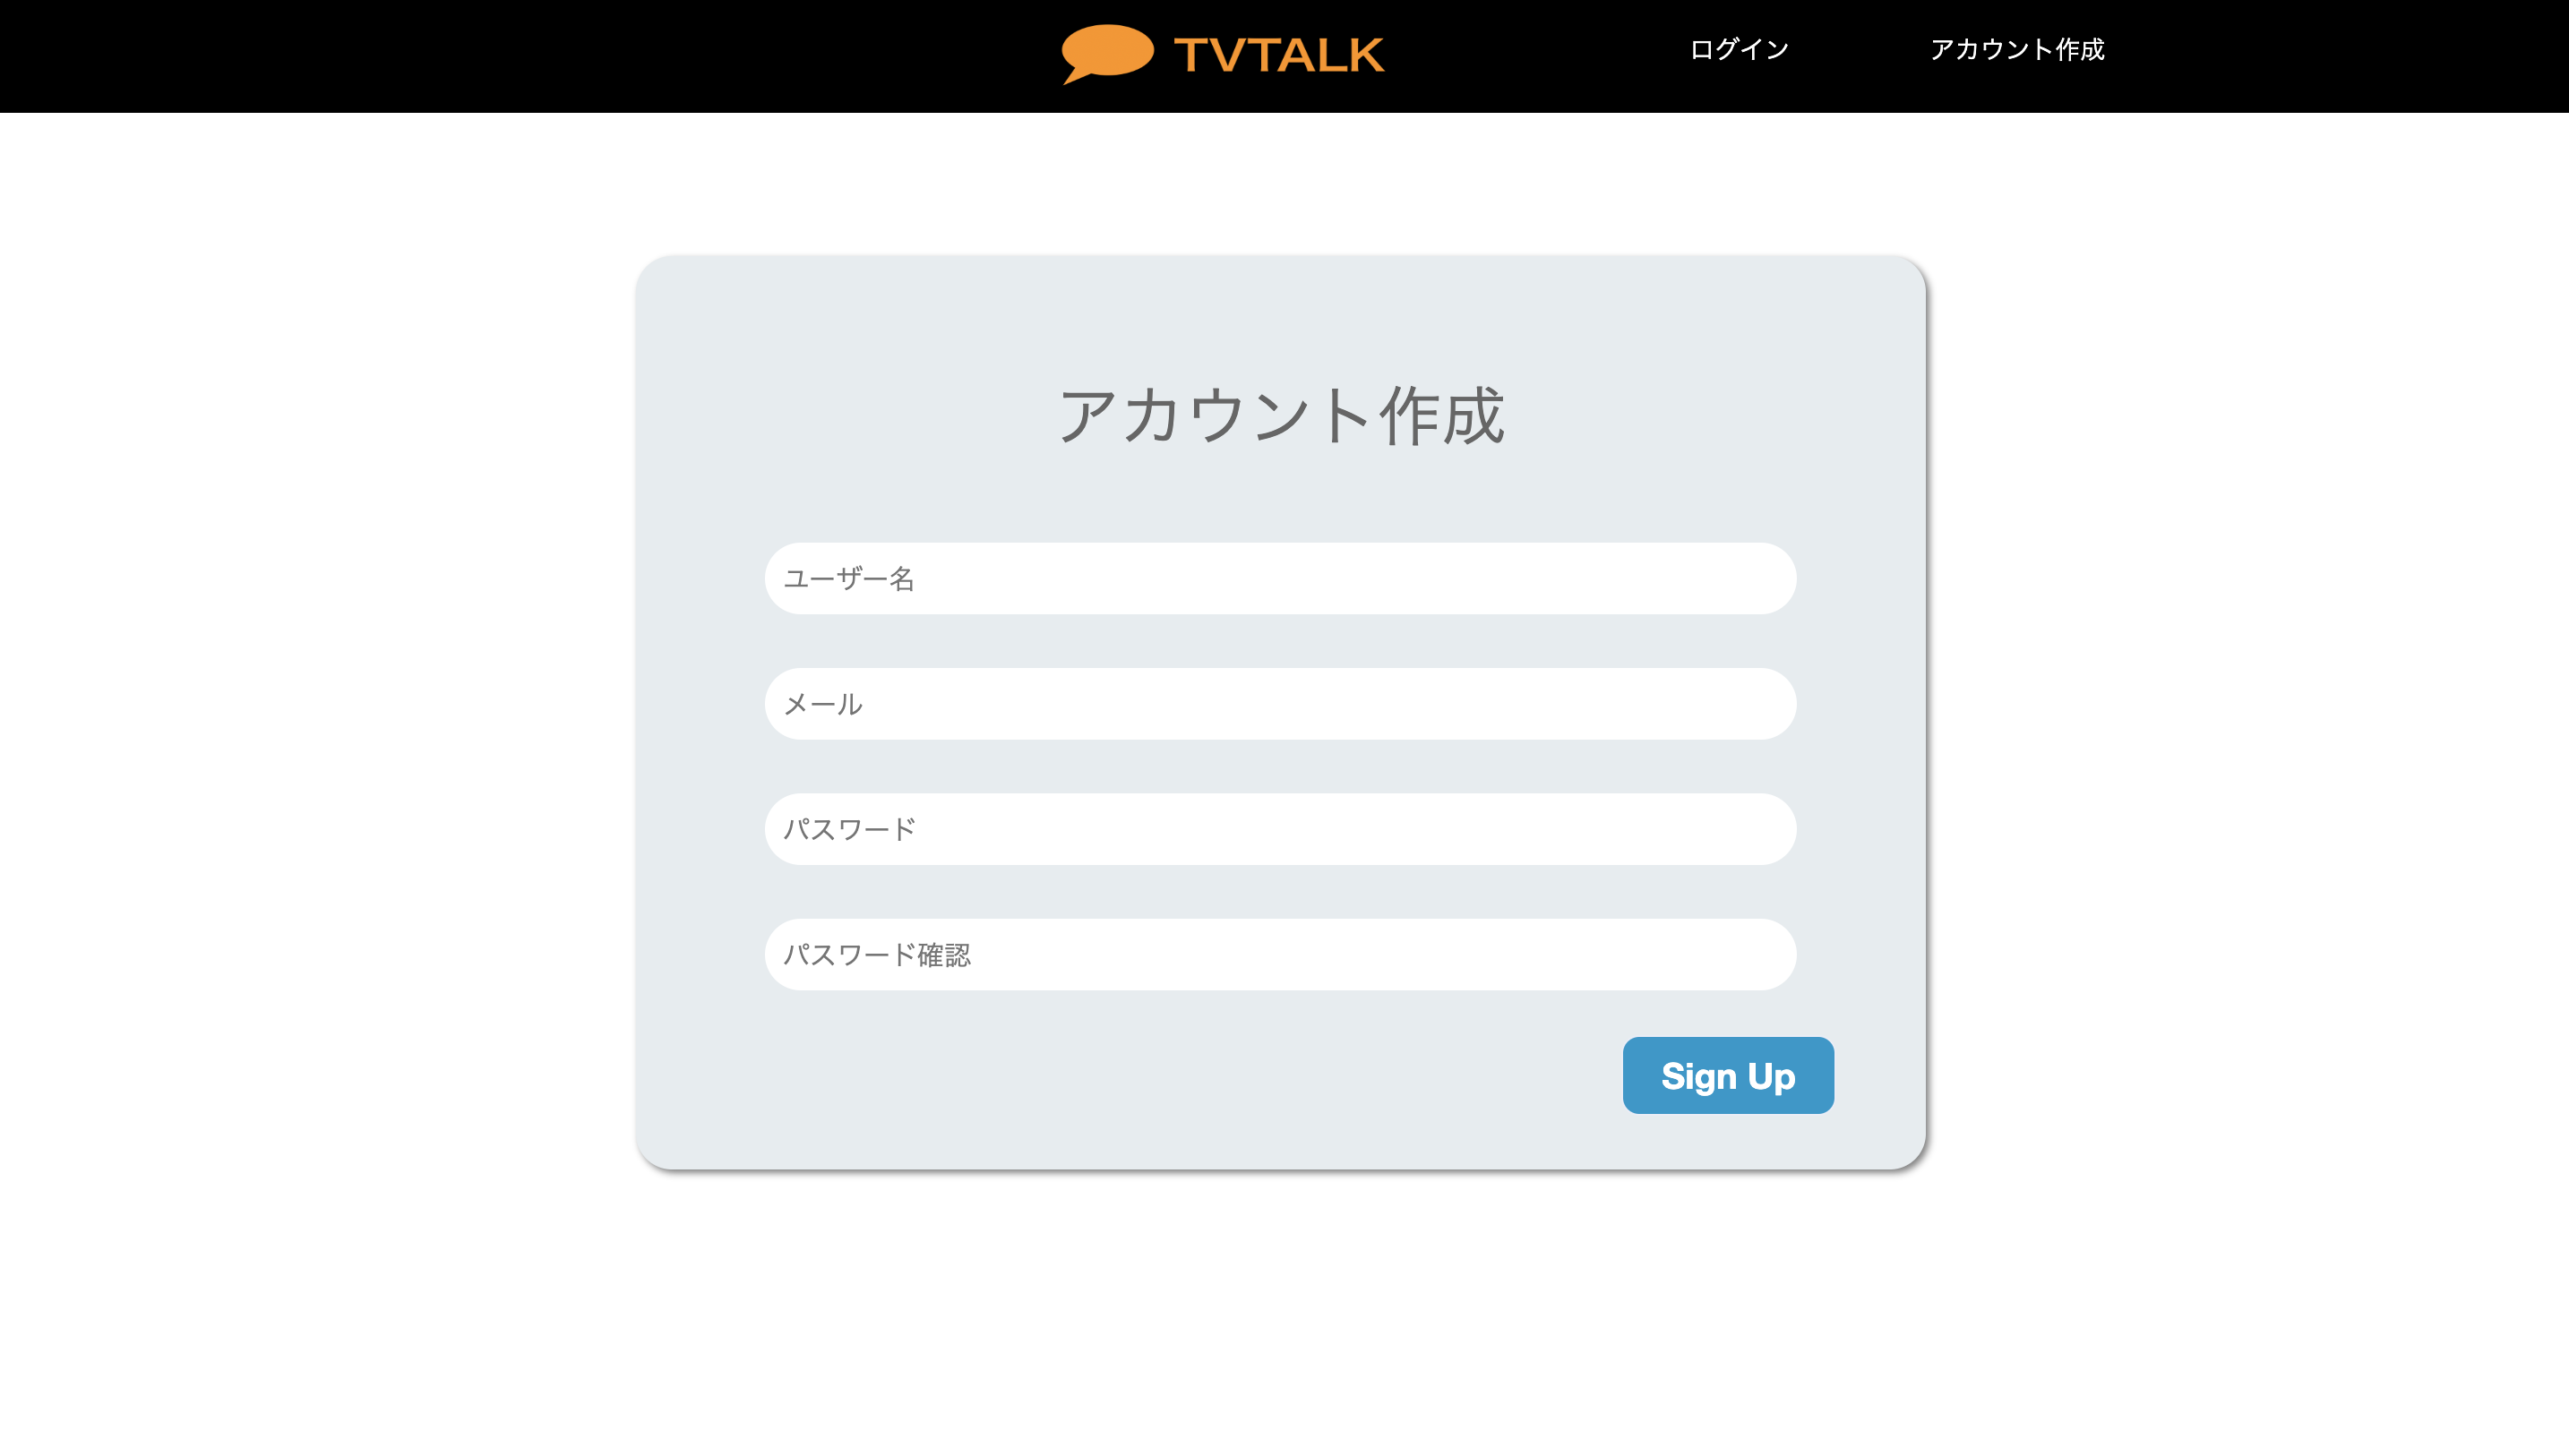 TVTALK
ログイン
アカウント作成
アカウント作成
ユーザー名
メール
パスワード
パスワード確認
Sign Up